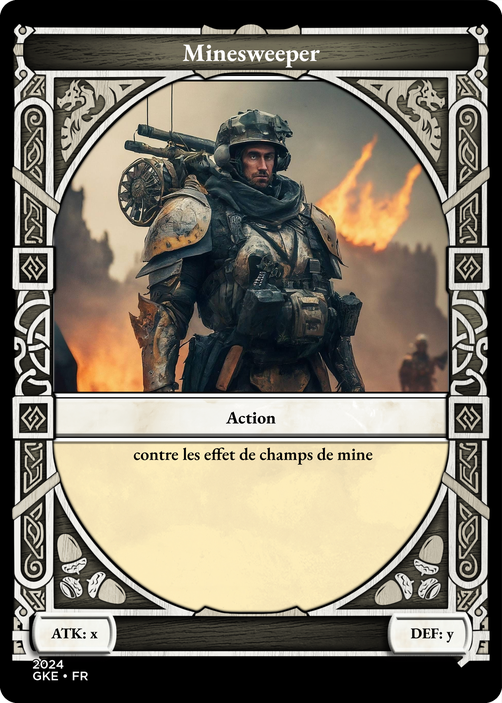 Minesweeper
Action
contre les effet de champs de mine
ATK: x
DEF: y
2024
GKE • FR